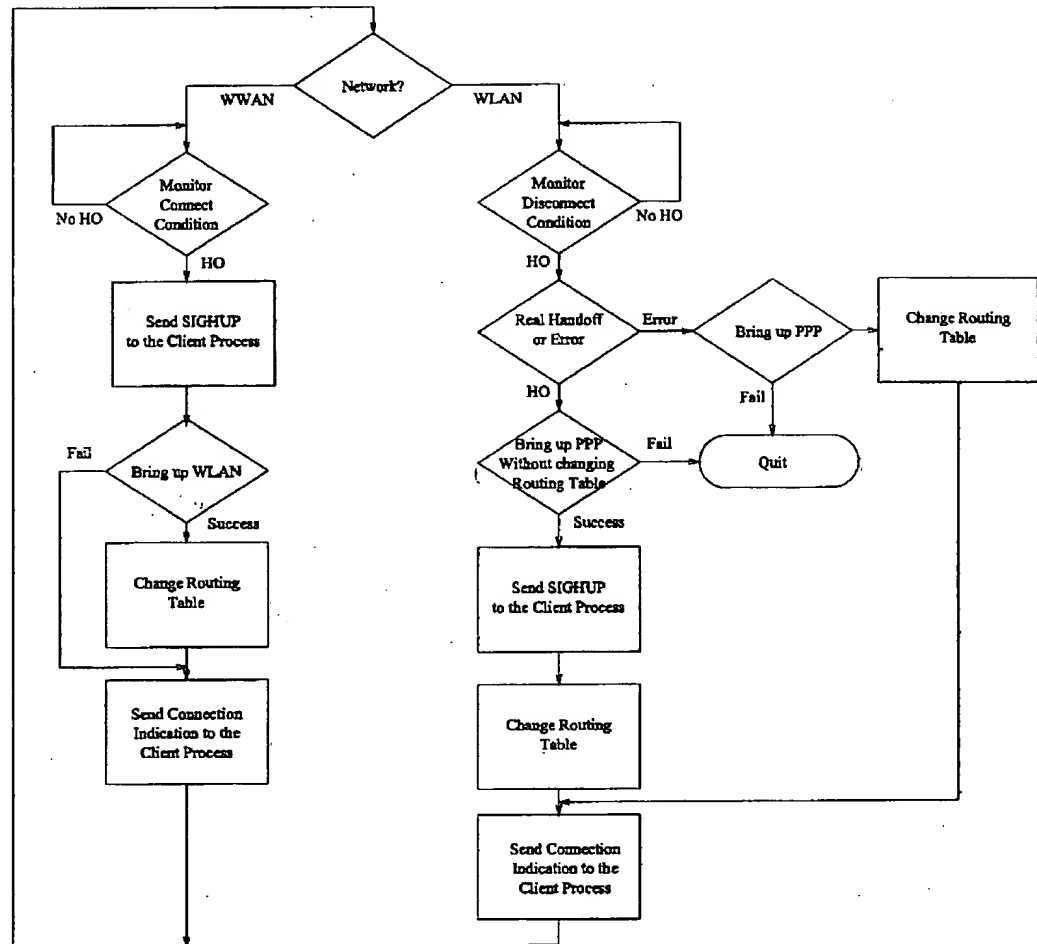 Network?
WWAN
WLAN
Monitor
Connect
Condition
No HO
HO
Send SIGHUP
to the Client Process
Fail
Bring up WLAN
Success
Change Routing
Table
Send Connection
Indication to the
Client Process
Monitor
Disconnect
Condition
No HO
HO
Real Handoff
or Error
Error
Bring up PPP
Change Routing
Table
Fail
HO
Bring up PPP
Without changing
Routing Table
Fail
Quit
Success
Send SIGHUP
to the Client Process
Change Routing
Table
Send Connection
Indication to the
Client Process